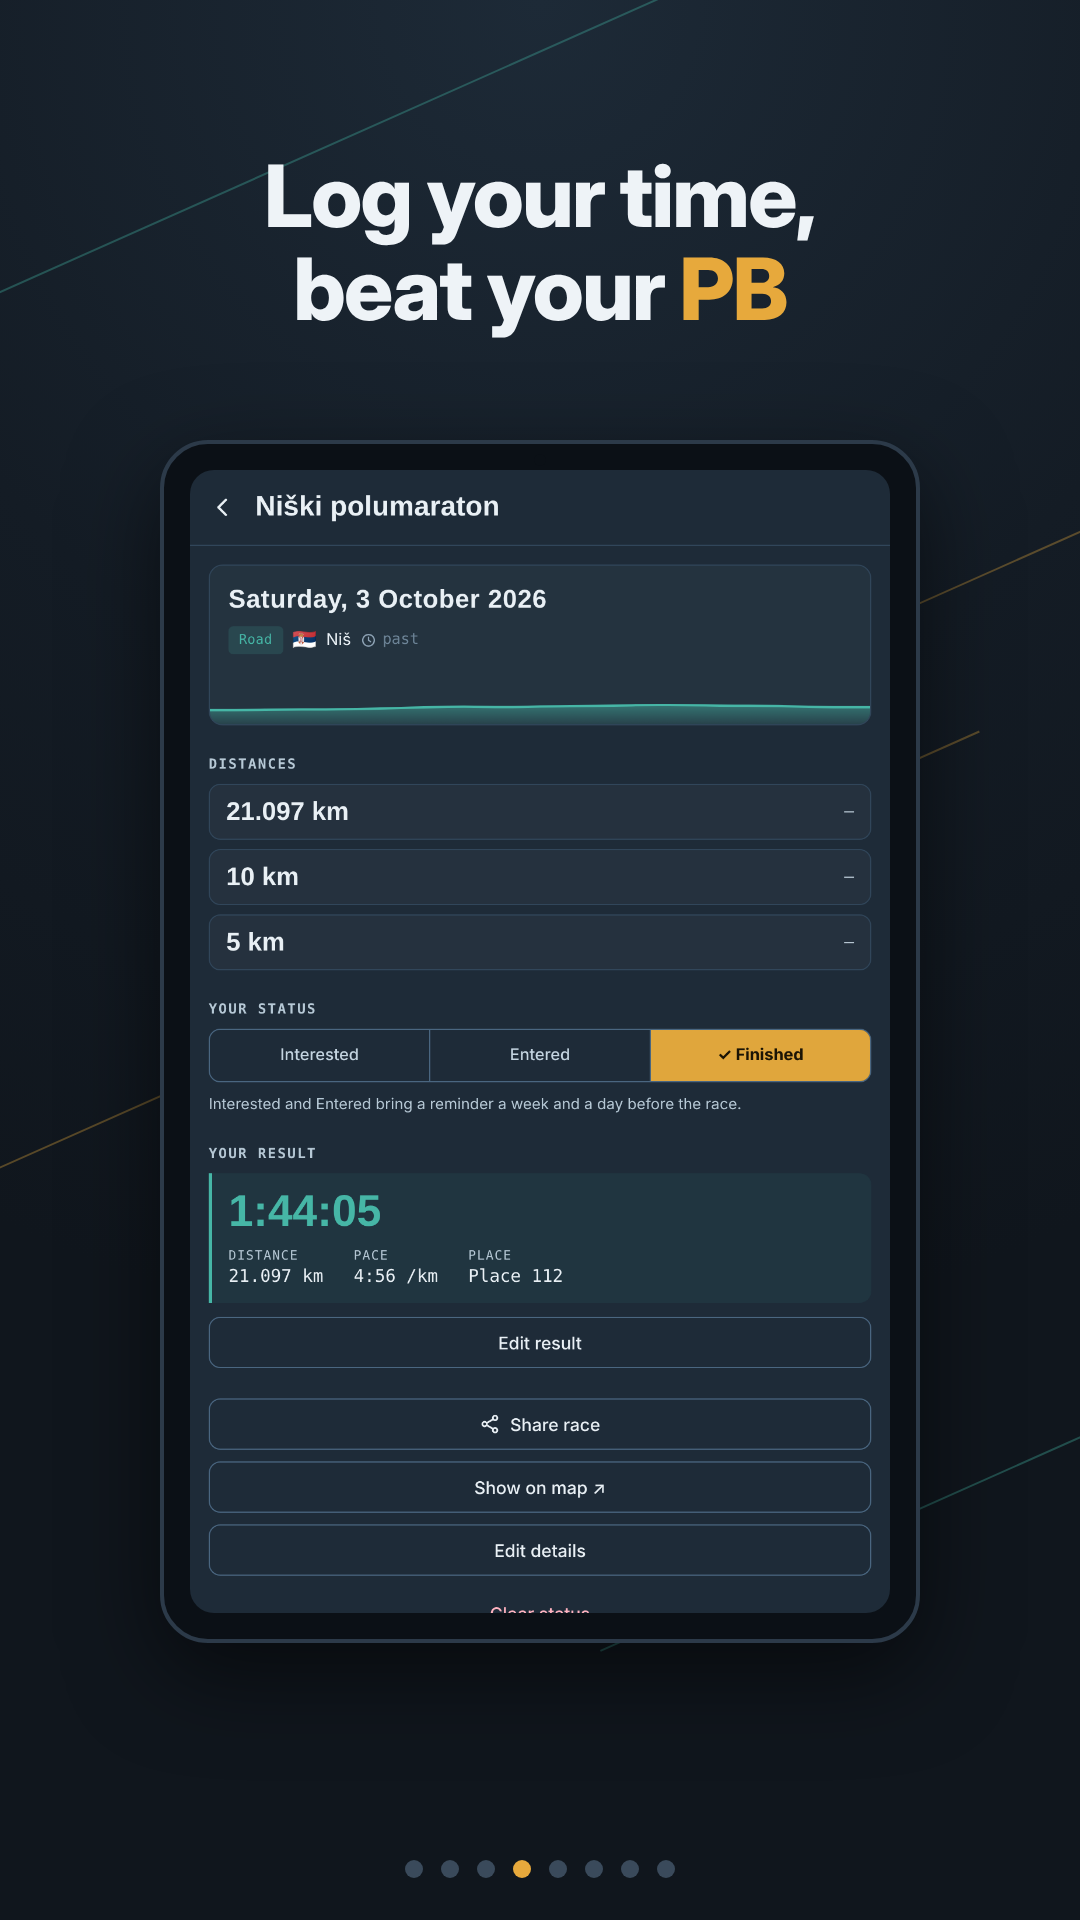 Log your time,
beat your PB
Niški polumaraton
Saturday, 3 October 2026
Road Niš past
DISTANCES
21.097 km –
10 km –
5 km –
YOUR STATUS
Interested Entered ✓ Finished
Interested and Entered bring a reminder a week and a day before the race.
YOUR RESULT
1:44:05
DISTANCE PACE PLACE
21.097 km 4:56 /km Place 112
Edit result
Share race
Show on map ↗
Edit details
Clear status